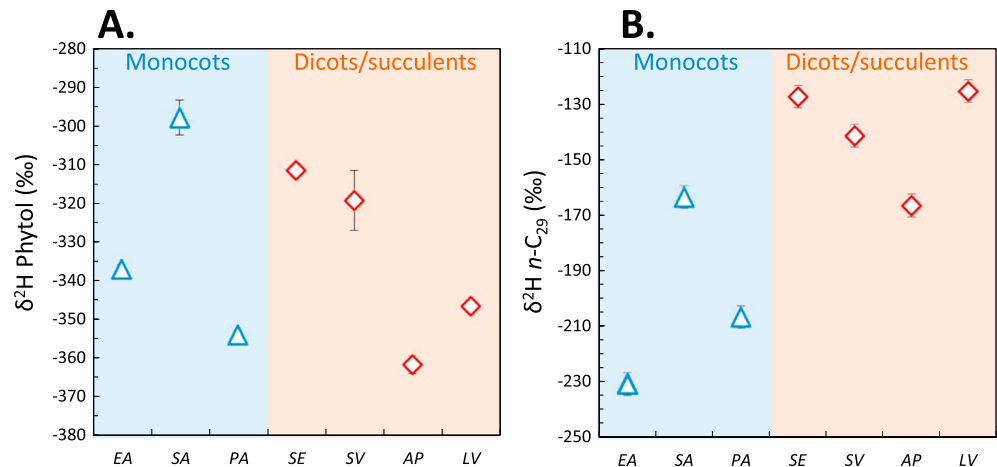 A.
Monocots
Dicots/succulents
δ²H Phytol (‰)
-280
-290
-300
-310
-320
-330
-340
-350
-360
-370
-380
EA SA PA SE SV AP LV
B.
Monocots
Dicots/succulents
δ²H n-C₂₉ (‰)
-110
-130
-150
-170
-190
-210
-230
-250
EA SA PA SE SV AP LV